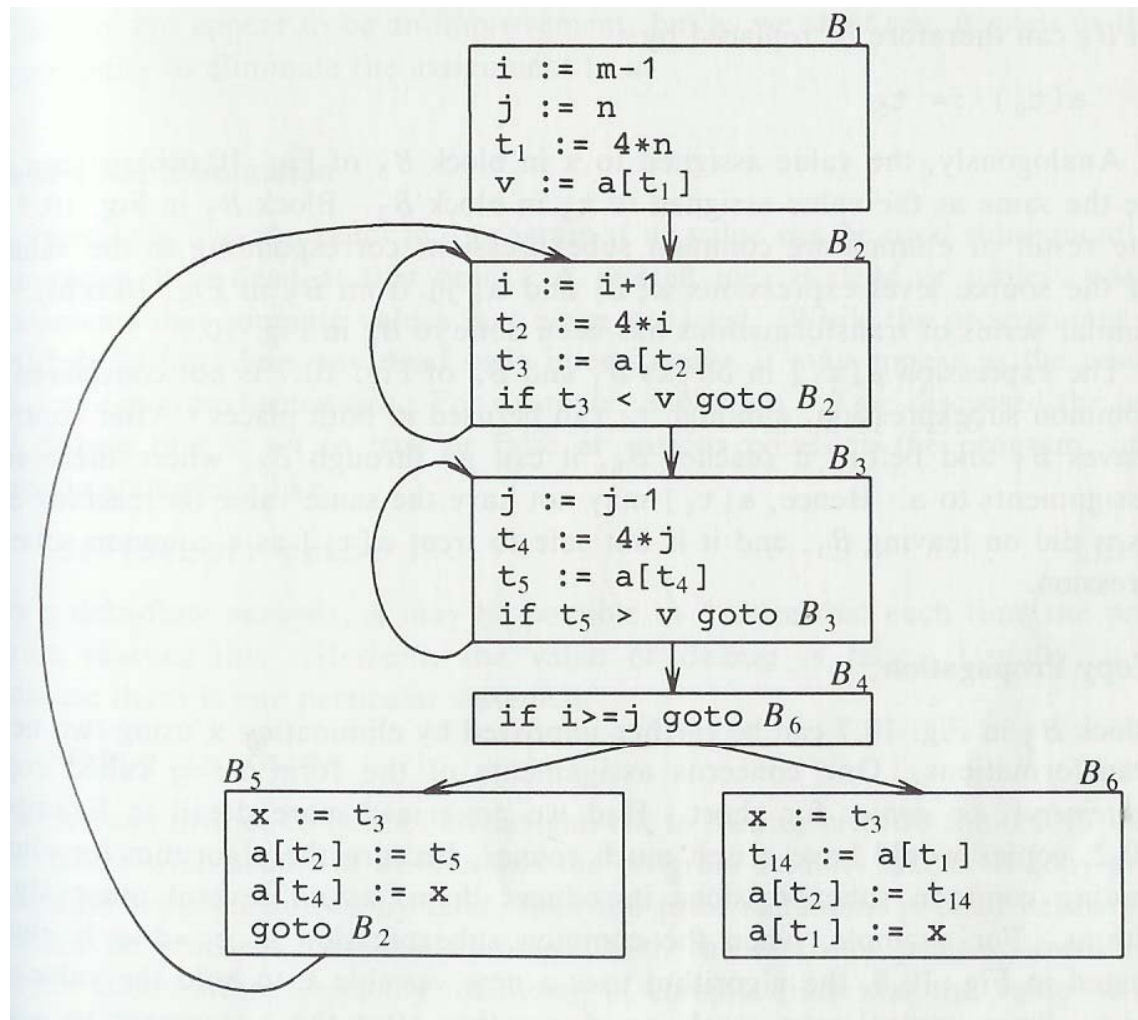 B₁
i := m-1
j := n
t₁ := 4*n
v := a[t₁]
B₂
i := i+1
t₂ := 4*i
t₃ := a[t₂]
if t₃ < v goto B₂
B₃
j := j-1
t₄ := 4*j
t₅ := a[t₄]
if t₅ > v goto B₃
B₄
if i>=j goto B₆
B₅
x := t₃
a[t₂] := t₅
a[t₄] := x
goto B₂
B₆
x := t₃
t₁₄ := a[t₁]
a[t₂] := t₁₄
a[t₁] := x